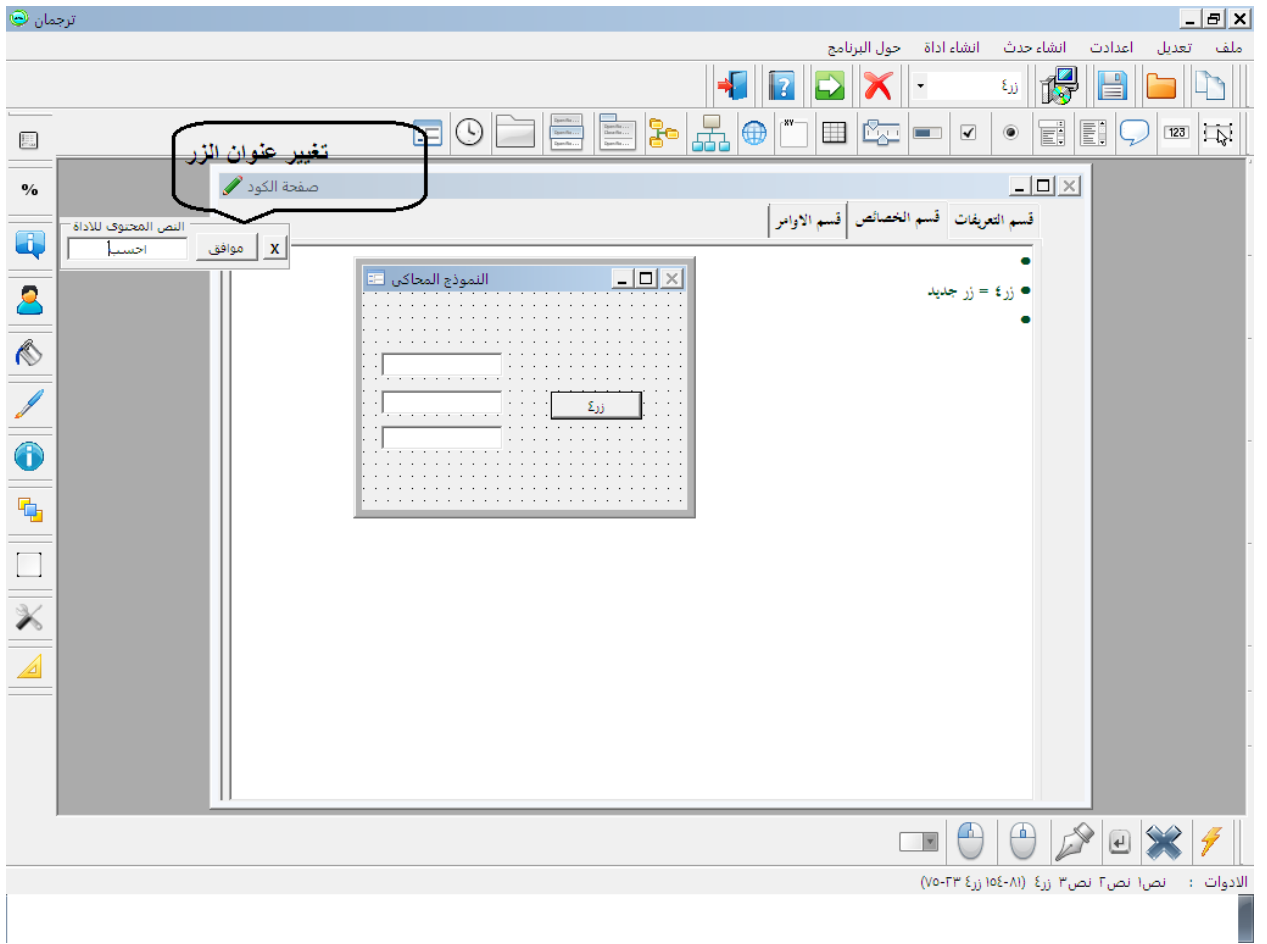 ترجمان
ملف تعديل اعدادت انشاء حدث انشاء اداة حول البرنامج
زر٤
123
XY
تغيير عنوان الزر
صفحة الكود
%
قسم التعريفات قسم الخصائص قسم الاوامر
النص المحتوى للاداة
x موافق احسب
النموذج المحاكي
زر٤ = زر جديد
زر٤
الادوات : نص١ نص٢ نص٣ زر٤ (٨١-١٥٤ زر٤ ٢٣-٧٥)